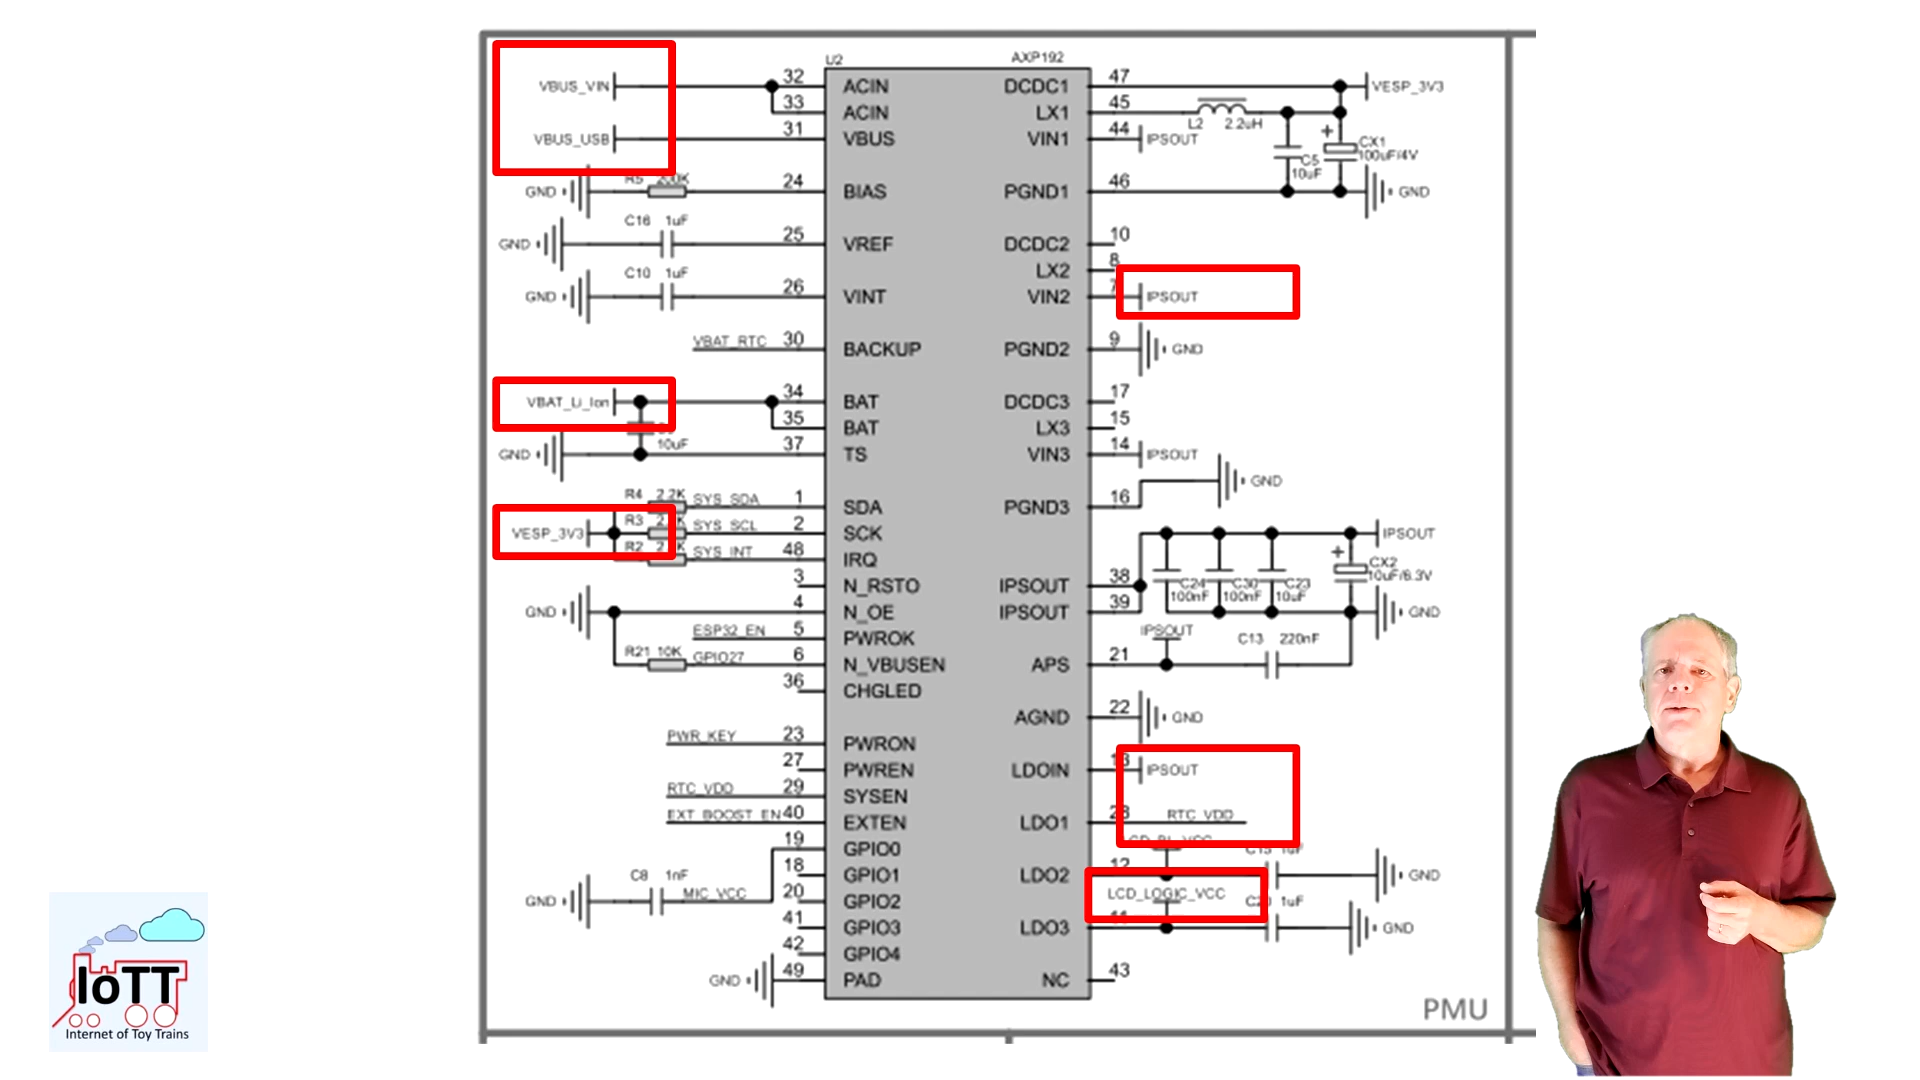 U2
AXP192
VBUS_VIN
32
33
ACIN
ACIN
VBUS_USB
31
VBUS
GND
200K
24
BIAS
GND
C16
1uF
25
VREF
GND
C10
1uF
26
VINT
VBAT_RTC
30
BACKUP
VBAT_Li_Ion
34
BAT
35
BAT
GND
10uF
37
TS
R4
2.2K
SYS_SDA
1
SDA
VESP_3V3
R3
SYS_SCL
2
SCK
R2
SYS_INT
48
IRQ
3
N_RSTO
GND
4
N_OE
ESP32_EN
5
PWROK
R21
10K
GPIO27
6
N_VBUSEN
36
CHGLED
PWR_KEY
23
PWRON
27
PWREN
RTC_VDD
29
SYSEN
EXT_BOOST_EN
40
EXTEN
19
GPIO0
18
GPIO1
GND
C8
1nF
MIC_VCC
20
GPIO2
41
GPIO3
42
GPIO4
GND
49
PAD
DCDC1
47
VESP_3V3
LX1
45
L2
2.2uH
VIN1
44
IPSOUT
+
CX1
100uF/4V
C5
10uF
PGND1
46
GND
DCDC2
10
LX2
8
VIN2
7
IPSOUT
PGND2
9
GND
DCDC3
17
LX3
15
VIN3
14
IPSOUT
PGND3
16
GND
IPSOUT
+
CX2
10uF/6.3V
IPSOUT
38
C24
100nF
C30
100nF
C23
10uF
IPSOUT
39
GND
IPSOUT
C13
220nF
APS
21
AGND
22
GND
LDOIN
13
IPSOUT
LDO1
28
RTC_VDD
LDO2
12
C15
1uF
GND
LCD_LOGIC_VCC
1uF
LDO3
11
GND
NC
43
PMU
IoTT
Internet of Toy Trains